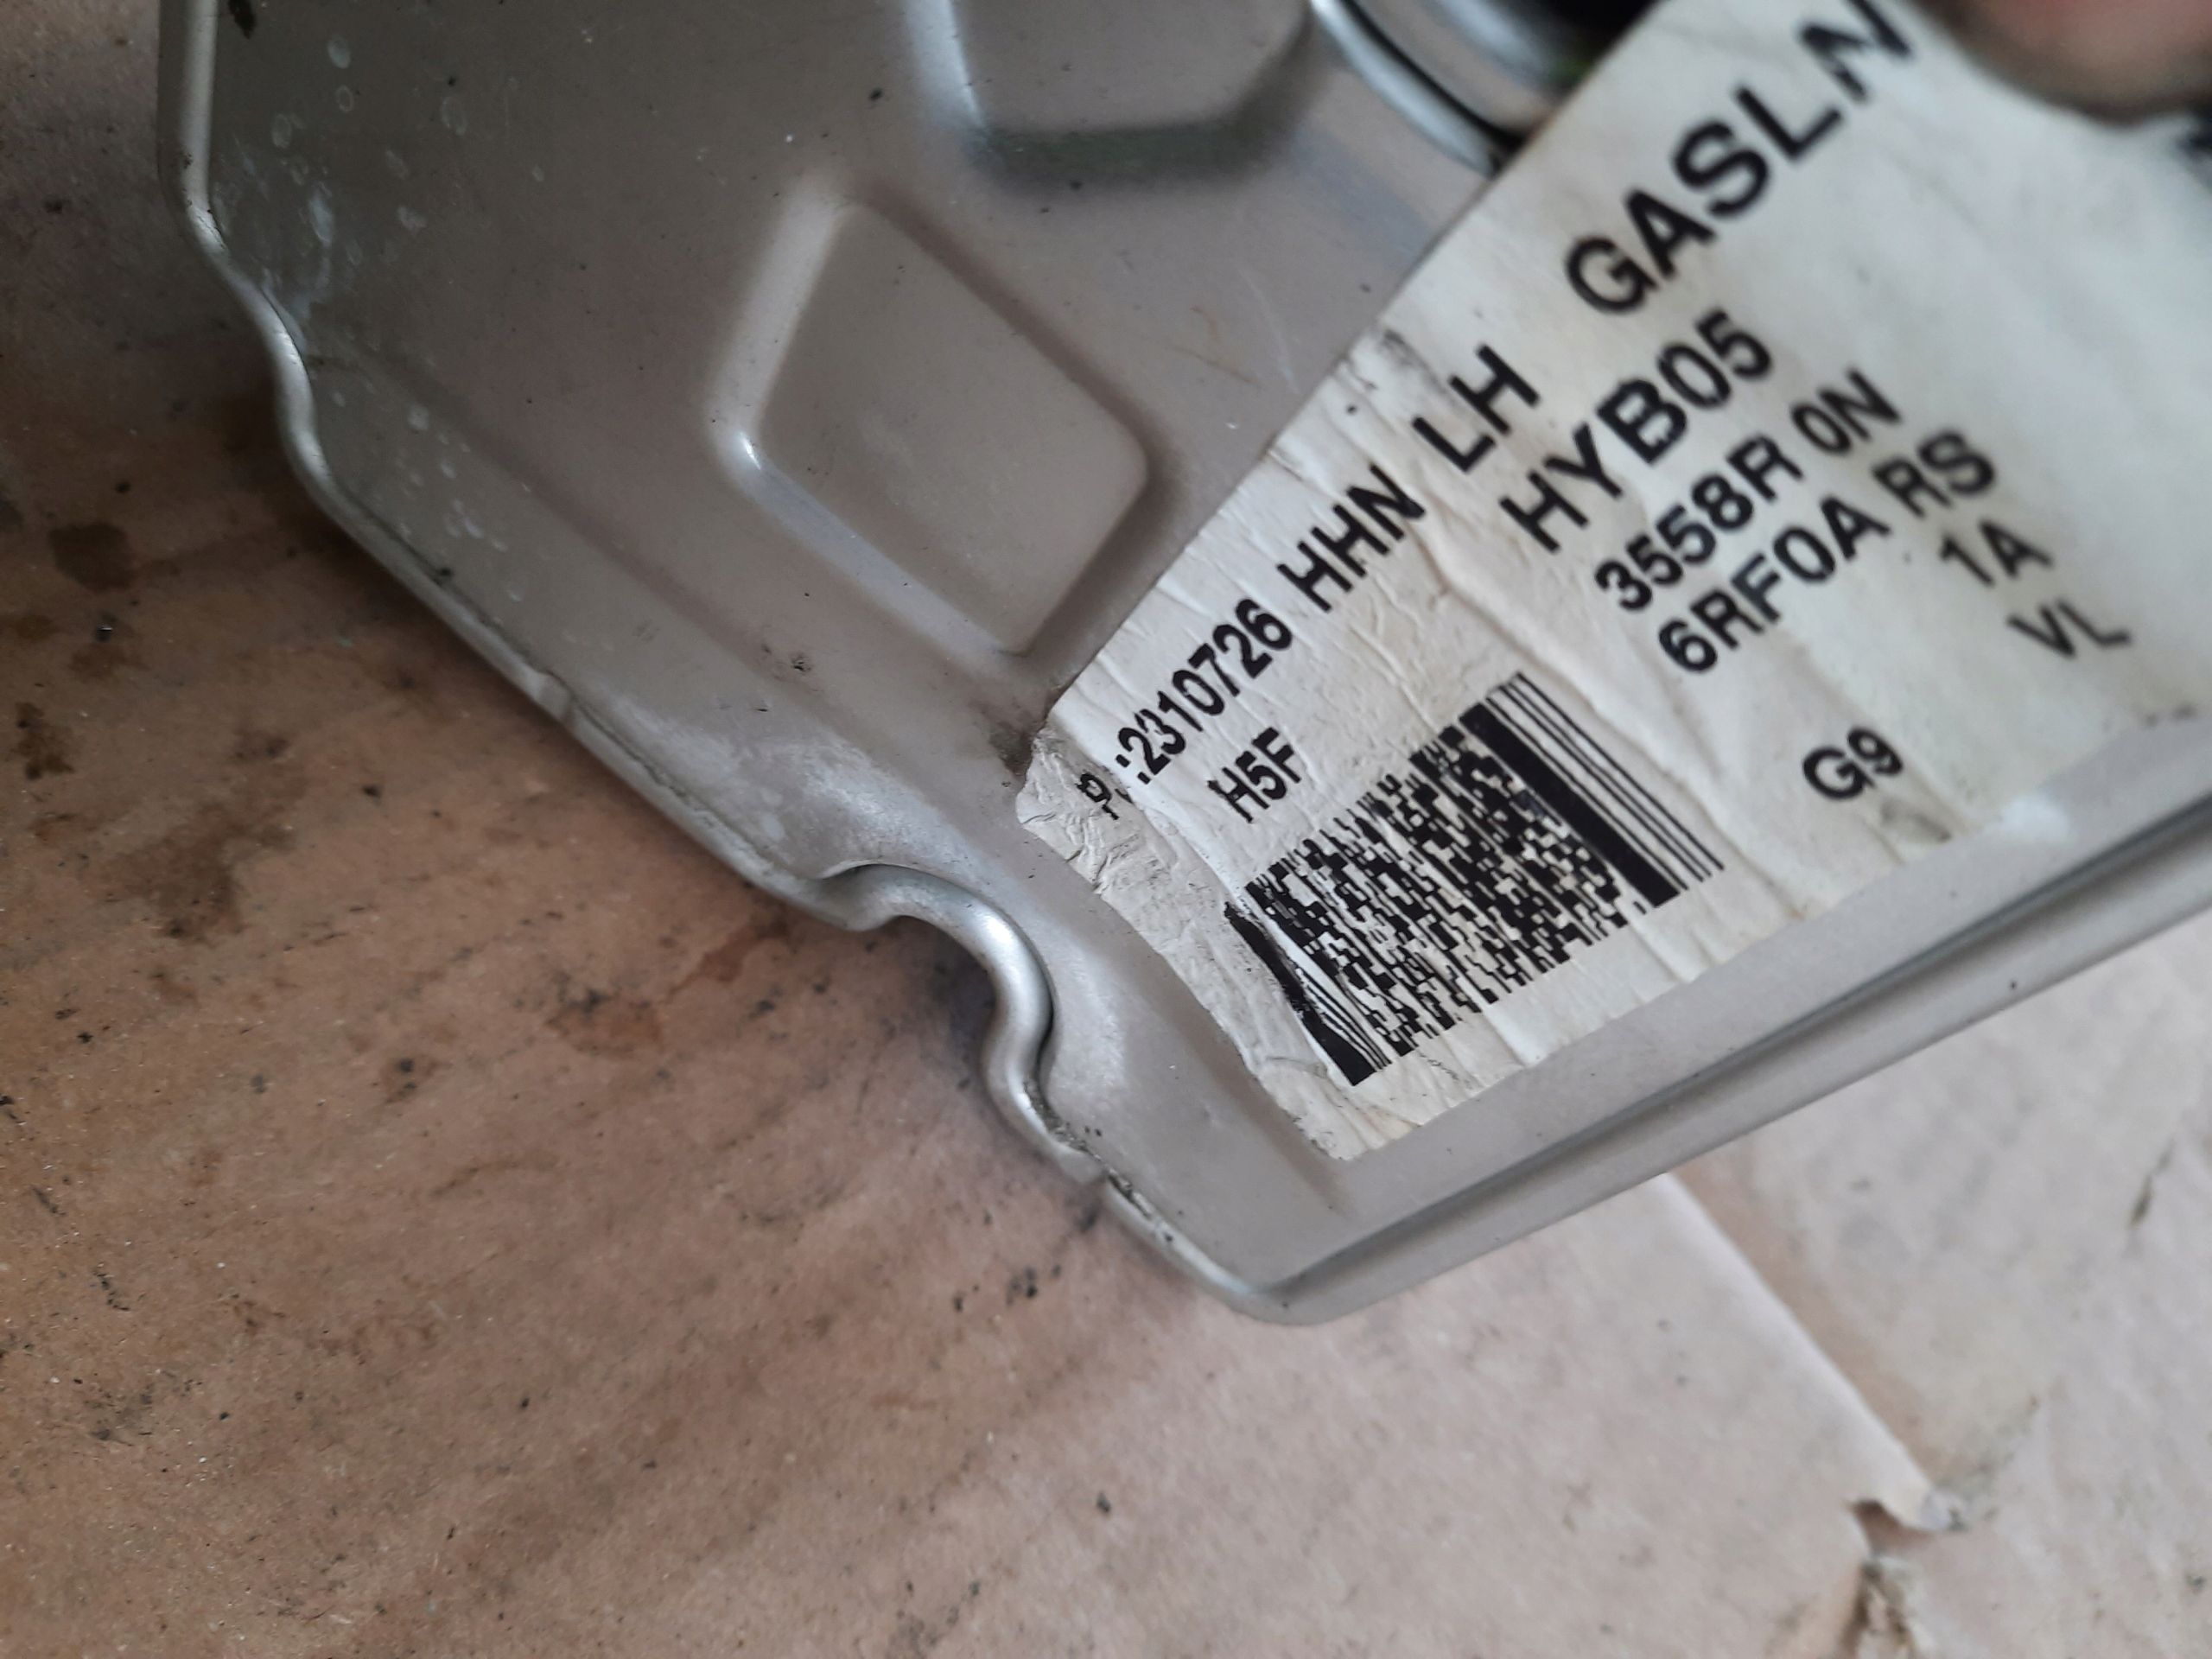 GASLN
2310726 HHN LH
HYB05
H5F
3558R 0N
6RF0A RS
1A
VL
G9